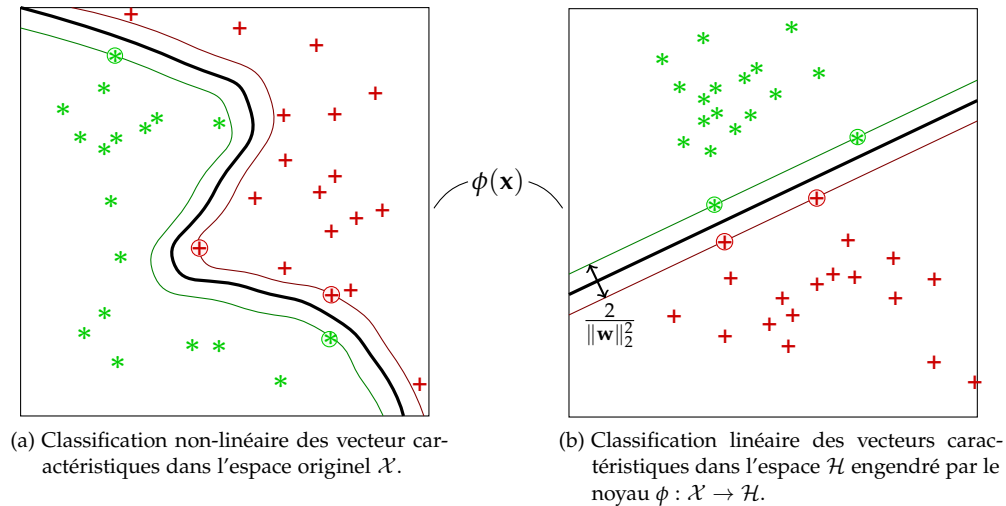 ϕ(x)
2
‖w‖₂²
(a) Classification non-linéaire des vecteur car-
actéristiques dans l'espace originel 𝒳.
(b) Classification linéaire des vecteurs carac-
téristiques dans l'espace ℋ engendré par le
noyau ϕ : 𝒳 → ℋ.